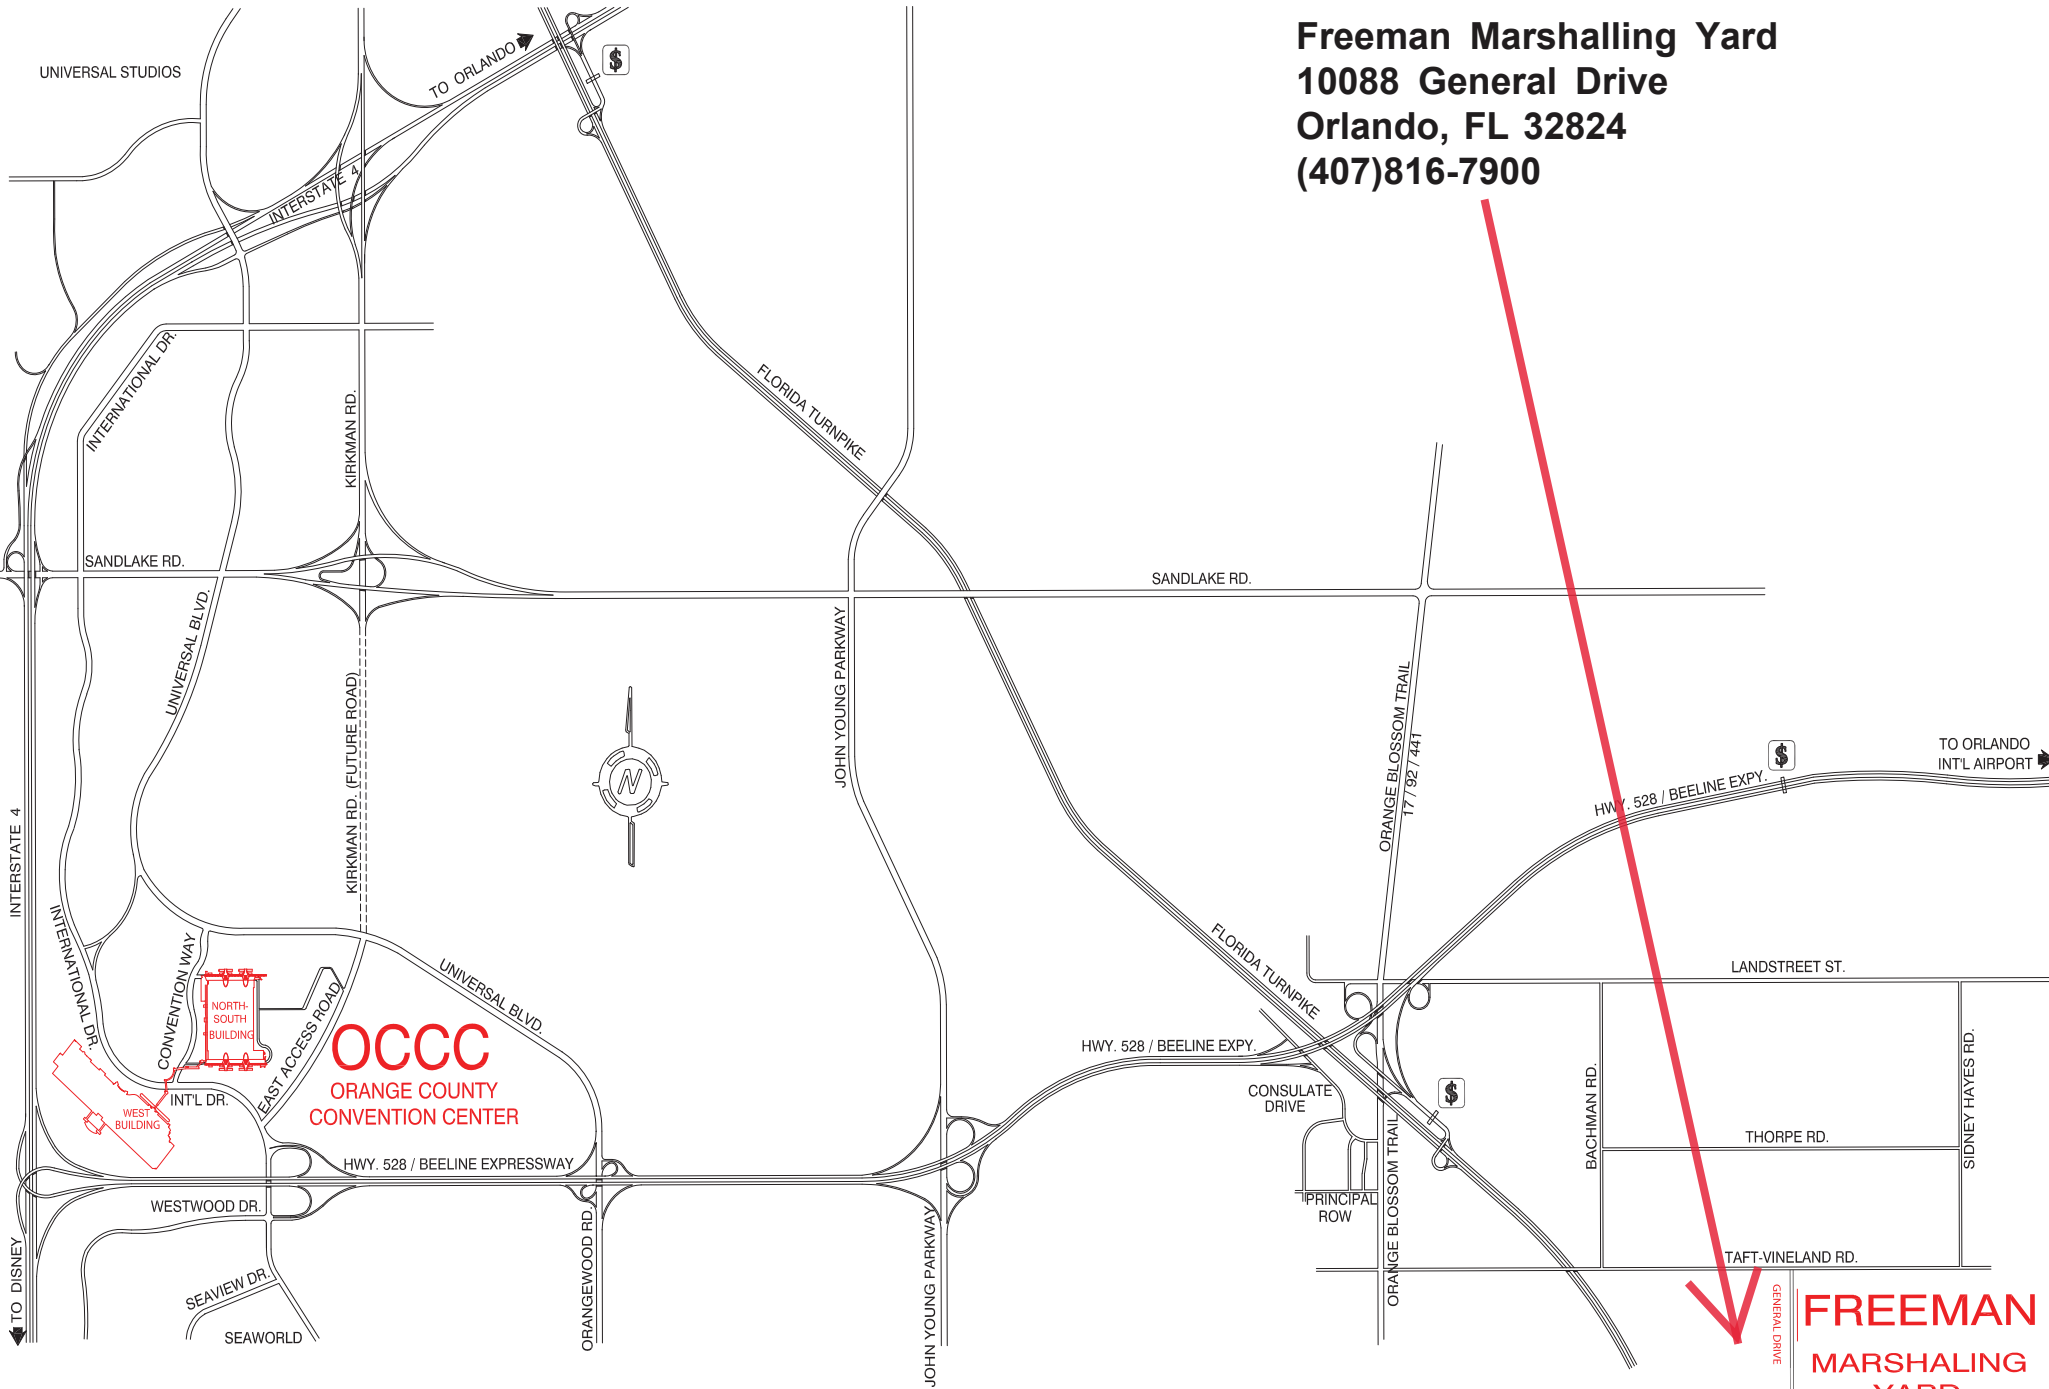 Freeman Marshalling Yard
10088 General Drive
Orlando, FL 32824
(407)816-7900
UNIVERSAL STUDIOS
TO ORLANDO
$
INTERSTATE 4
INTERNATIONAL DR.
KIRKMAN RD.
FLORIDA TURNPIKE
SANDLAKE RD.
SANDLAKE RD.
UNIVERSAL BLVD.
KIRKMAN RD. (FUTURE ROAD)
JOHN YOUNG PARKWAY
ORANGE BLOSSOM TRAIL
17 / 92 / 441
N
$
TO ORLANDO
INT'L AIRPORT
HWY. 528 / BEELINE EXPY.
INTERSTATE 4
INTERNATIONAL DR.
CONVENTION WAY
NORTH-
SOUTH
BUILDING
EAST ACCESS ROAD
UNIVERSAL BLVD.
OCCC
ORANGE COUNTY
CONVENTION CENTER
FLORIDA TURNPIKE
LANDSTREET ST.
HWY. 528 / BEELINE EXPY.
CONSULATE
DRIVE
$
BACHMAN RD.
SIDNEY HAYES RD.
THORPE RD.
INT'L DR.
WEST
BUILDING
HWY. 528 / BEELINE EXPRESSWAY
WESTWOOD DR.
PRINCIPAL
ROW
ORANGE BLOSSOM TRAIL
ORANGEWOOD RD.
JOHN YOUNG PARKWAY
TO DISNEY
SEAVIEW DR.
SEAWORLD
TAFT-VINELAND RD.
GENERAL DRIVE
FREEMAN
MARSHALING
YARD